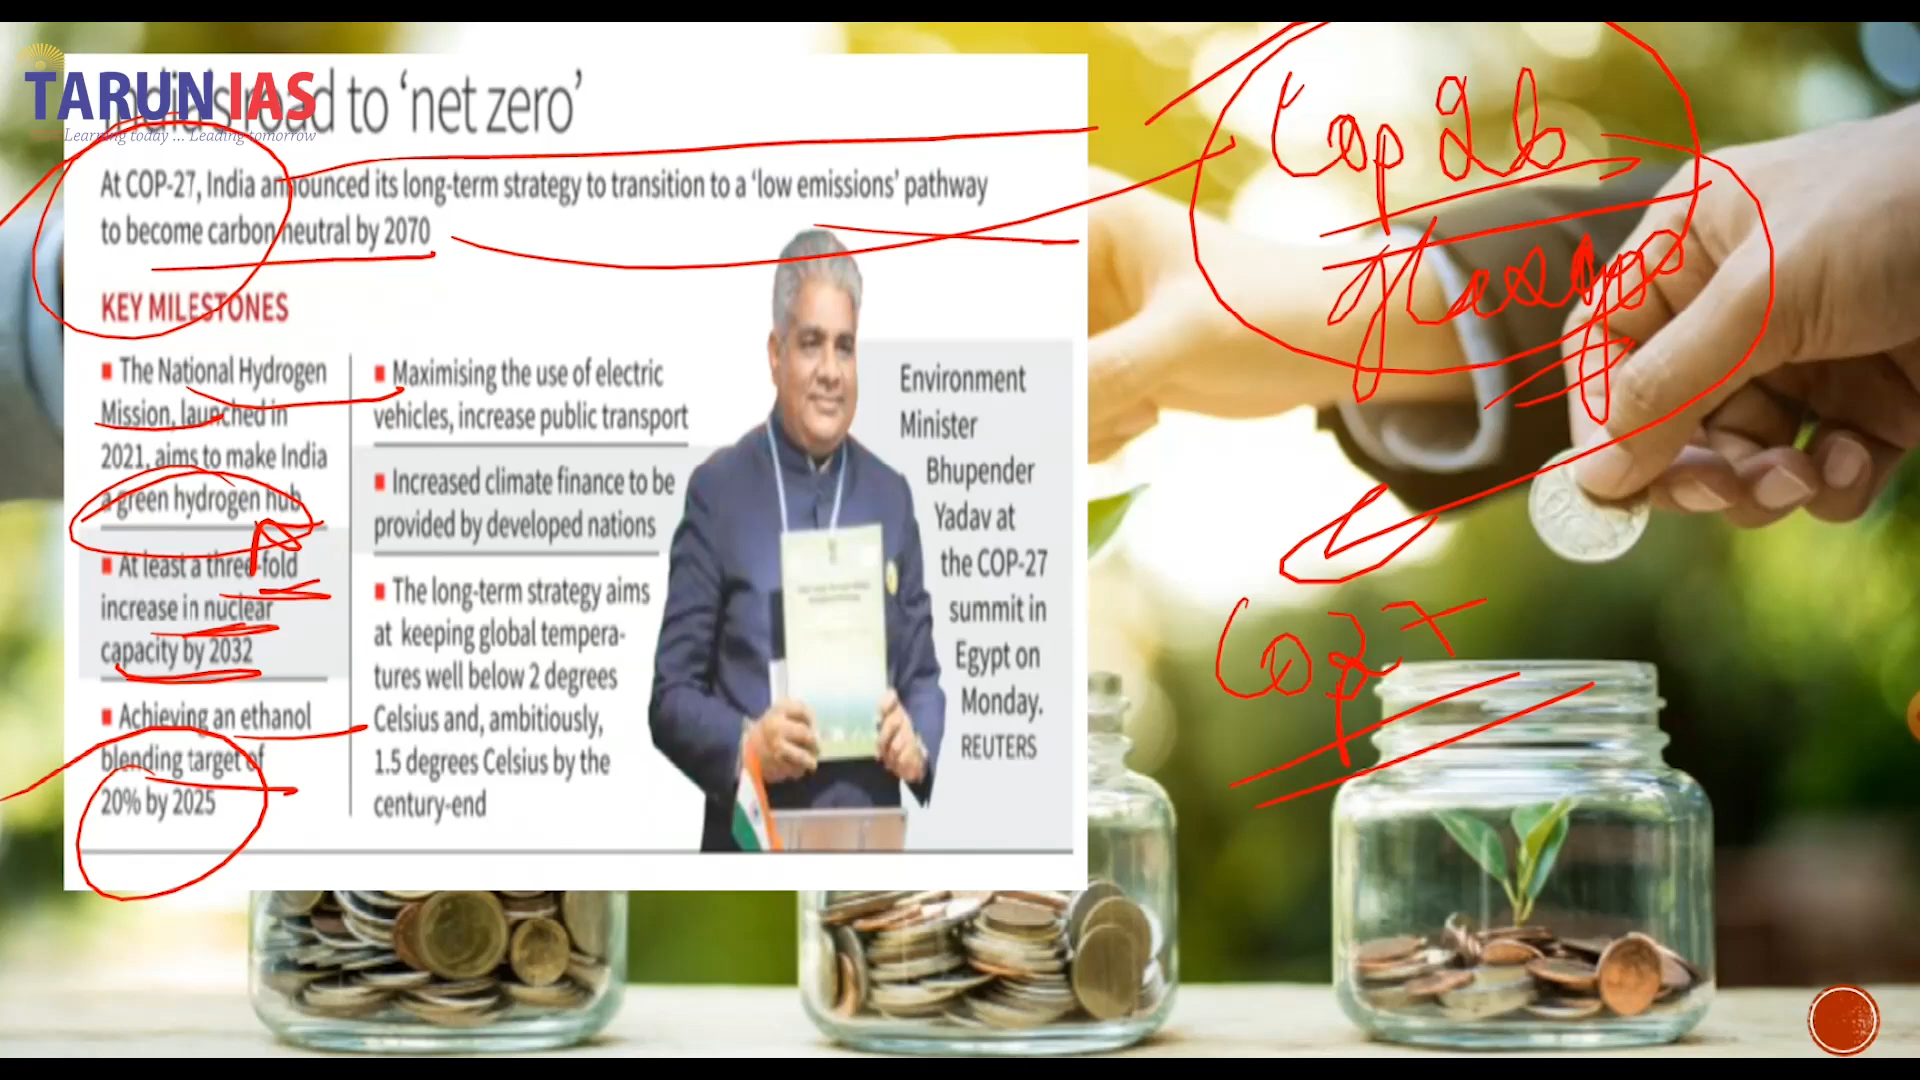 TARUN IAS
Learning today ... Leading tomorrow
India's road to ‘net zero’
At COP-27, India announced its long-term strategy to transition to a ‘low emissions’ pathway
to become carbon neutral by 2070
KEY MILESTONES
The National Hydrogen
Mission, launched in
2021, aims to make India
a green hydrogen hub
At least a three-fold
increase in nuclear
capacity by 2032
Achieving an ethanol
blending target of
20% by 2025
Maximising the use of electric
vehicles, increase public transport
Increased climate finance to be
provided by developed nations
The long-term strategy aims
at keeping global tempera-
tures well below 2 degrees
Celsius and, ambitiously,
1.5 degrees Celsius by the
century-end
Environment
Minister
Bhupender
Yadav at
the COP-27
summit in
Egypt on
Monday.
REUTERS
Cop 26
glasgo
Cop 27